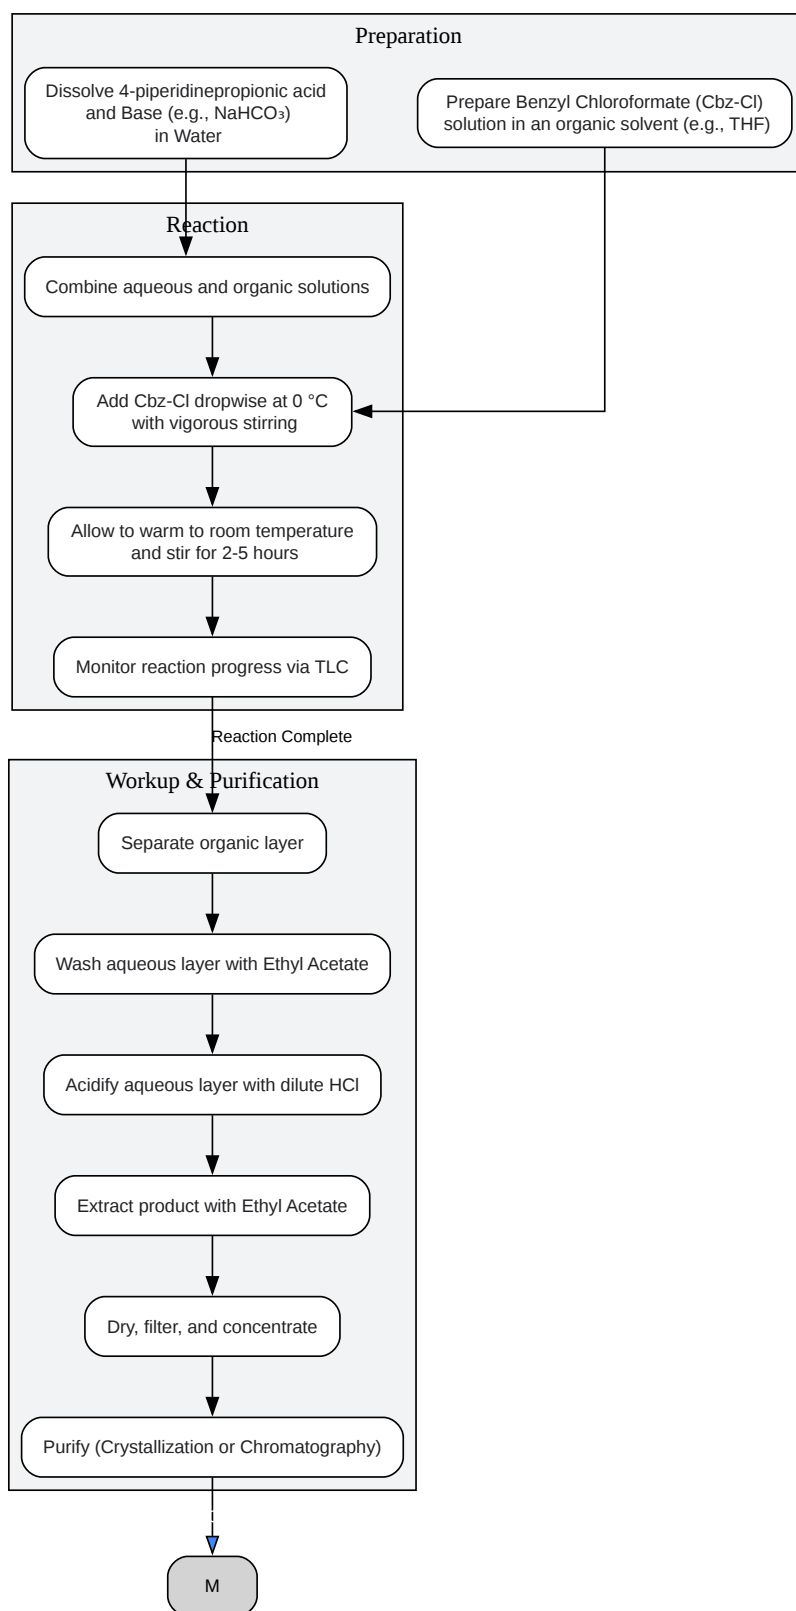 Preparation
Dissolve 4-piperidinepropionic acid
and Base (e.g., NaHCO₃)
in Water
Prepare Benzyl Chloroformate (Cbz-Cl)
solution in an organic solvent (e.g., THF)
Reaction
Combine aqueous and organic solutions
Add Cbz-Cl dropwise at 0 °C
with vigorous stirring
Allow to warm to room temperature
and stir for 2-5 hours
Monitor reaction progress via TLC
Reaction Complete
Workup & Purification
Separate organic layer
Wash aqueous layer with Ethyl Acetate
Acidify aqueous layer with dilute HCl
Extract product with Ethyl Acetate
Dry, filter, and concentrate
Purify (Crystallization or Chromatography)
M